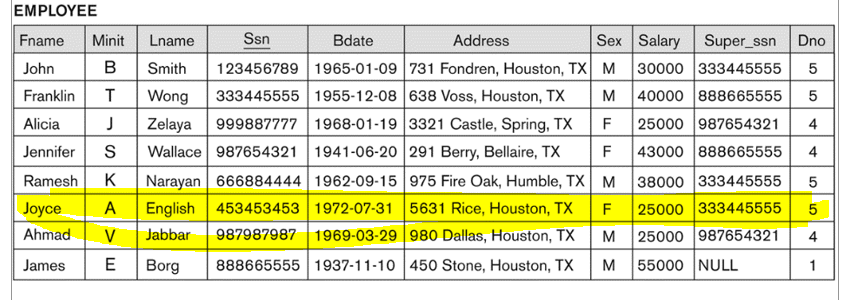 EMPLOYEE
Fname Minit Lname Ssn Bdate Address Sex Salary Super_ssn Dno
John B Smith 123456789 1965-01-09 731 Fondren, Houston, TX M 30000 333445555 5
Franklin T Wong 333445555 1955-12-08 638 Voss, Houston, TX M 40000 888665555 5
Alicia J Zelaya 999887777 1968-01-19 3321 Castle, Spring, TX F 25000 987654321 4
Jennifer S Wallace 987654321 1941-06-20 291 Berry, Bellaire, TX F 43000 888665555 4
Ramesh K Narayan 666884444 1962-09-15 975 Fire Oak, Humble, TX M 38000 333445555 5
Joyce A English 453453453 1972-07-31 5631 Rice, Houston, TX F 25000 333445555 5
Ahmad V Jabbar 987987987 1969-03-29 980 Dallas, Houston, TX M 25000 987654321 4
James E Borg 888665555 1937-11-10 450 Stone, Houston, TX M 55000 NULL 1